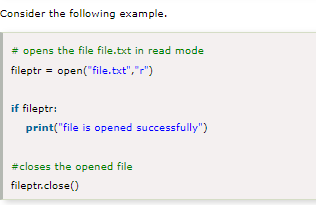 Consider the following example.
# opens the file file.txt in read mode
fileptr = open("file.txt","r")
if fileptr:
print("file is opened successfully")
#closes the opened file
fileptr.close()